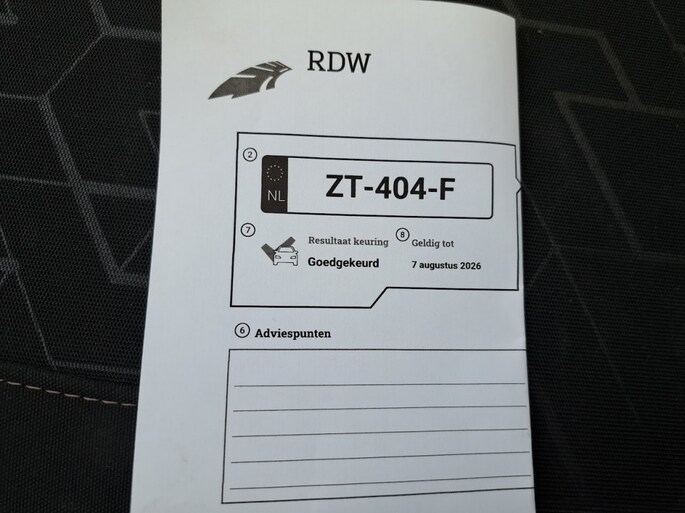 RDW
2
NL
ZT-404-F
7
Resultaat keuring
8
Geldig tot
Goedgekeurd
7 augustus 2026
6 Adviespunten